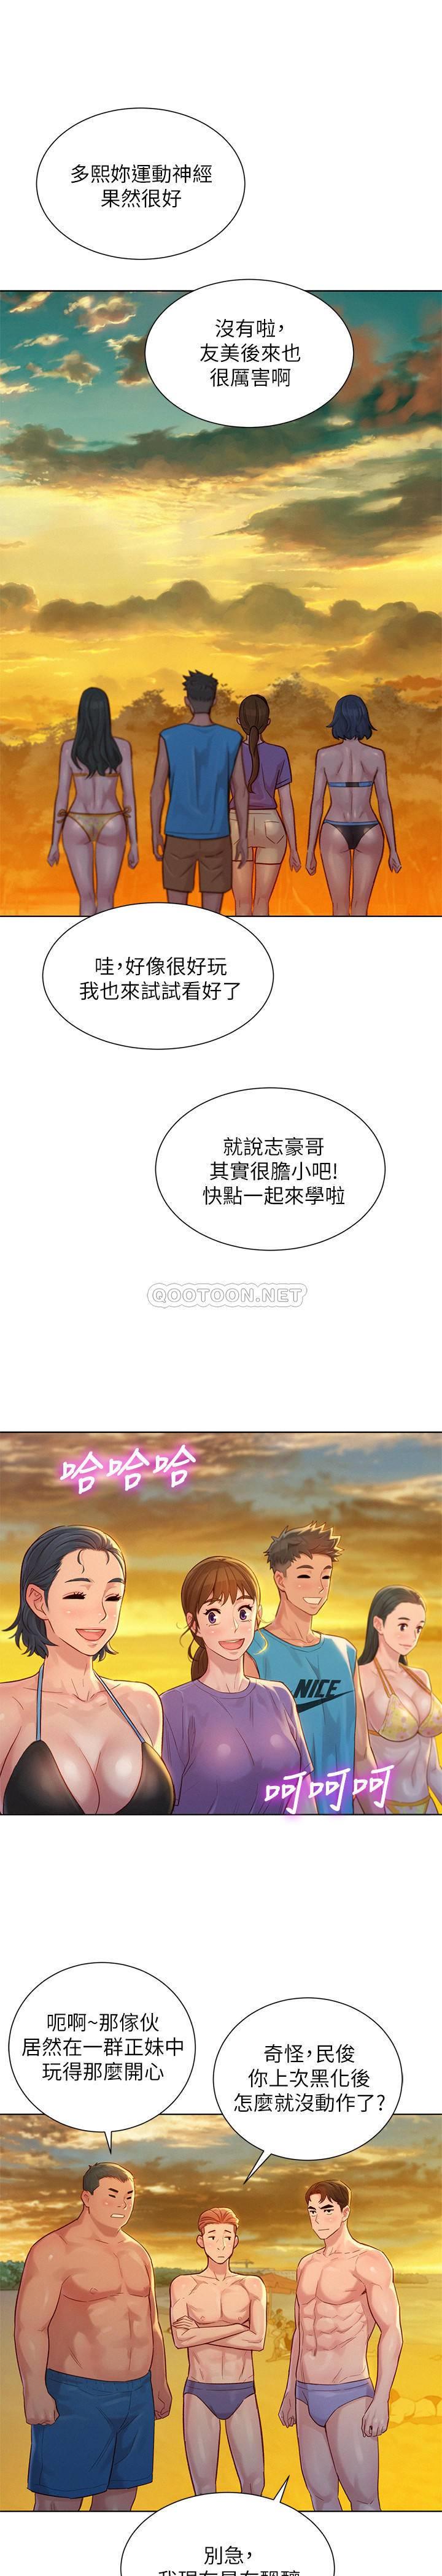 多熙妳運動神經
果然很好
沒有啦,
友美後來也
很厲害啊
哇,好像很好玩
我也來試試看好了
就說志豪哥
其實很膽小吧!
快點一起來學啦
QOOTOON.NET
哈哈哈
NICE
呵呵呵
呃啊~那傢伙
居然在一群正妹中
玩得那麼開心
奇怪,民俊
你上次黑化後
怎麼就沒動作了?
別急,